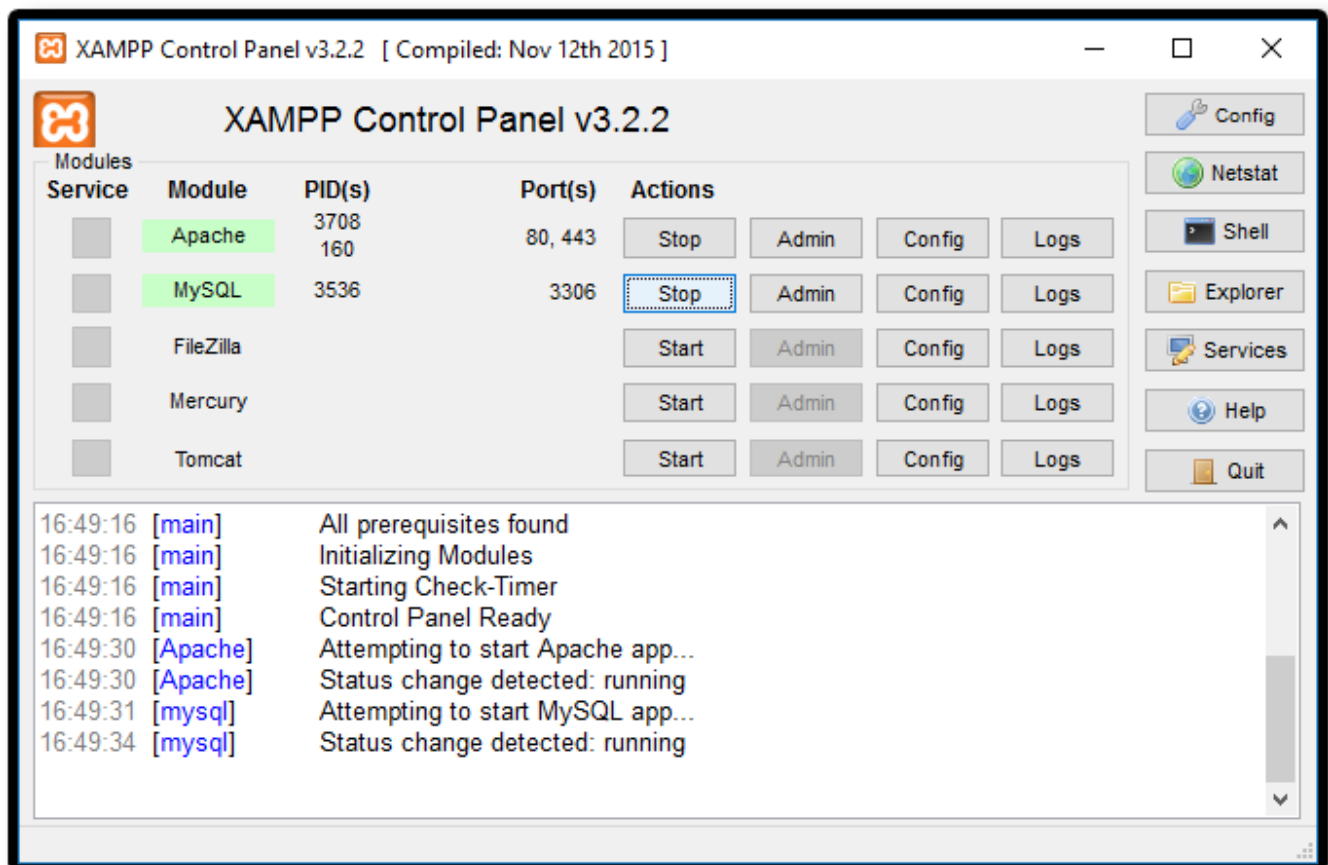 XAMPP Control Panel v3.2.2 [ Compiled: Nov 12th 2015 ]
XAMPP Control Panel v3.2.2
Config
Modules
Service Module PID(s) Port(s) Actions
Netstat
Apache 3708 160 80, 443 Stop Admin Config Logs
Shell
MySQL 3536 3306 Stop Admin Config Logs
Explorer
FileZilla Start Admin Config Logs
Services
Mercury Start Admin Config Logs
Help
Tomcat Start Admin Config Logs
Quit
16:49:16 [main] All prerequisites found
16:49:16 [main] Initializing Modules
16:49:16 [main] Starting Check-Timer
16:49:16 [main] Control Panel Ready
16:49:30 [Apache] Attempting to start Apache app...
16:49:30 [Apache] Status change detected: running
16:49:31 [mysql] Attempting to start MySQL app...
16:49:34 [mysql] Status change detected: running